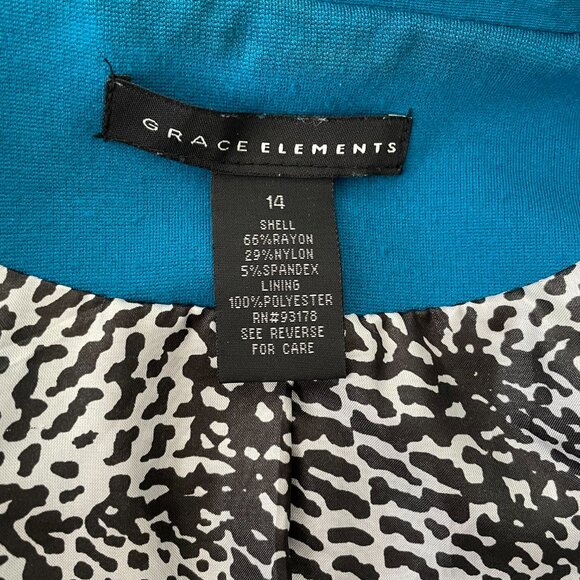 GRACE ELEMENTS
14
SHELL
66%RAYON
29%NYLON
5%SPANDEX
LINING
100%POLYESTER
RN#93178
SEE REVERSE
FOR CARE